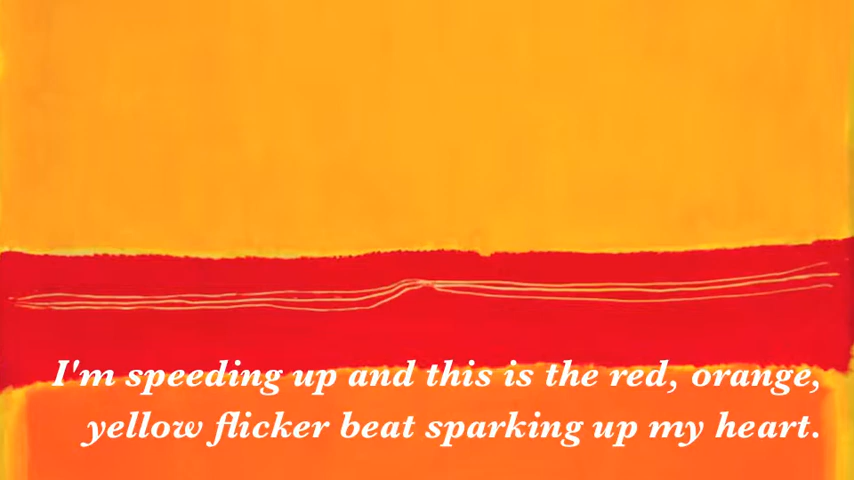 I'm speeding up and this is the red, orange,
yellow flicker beat sparking up my heart.